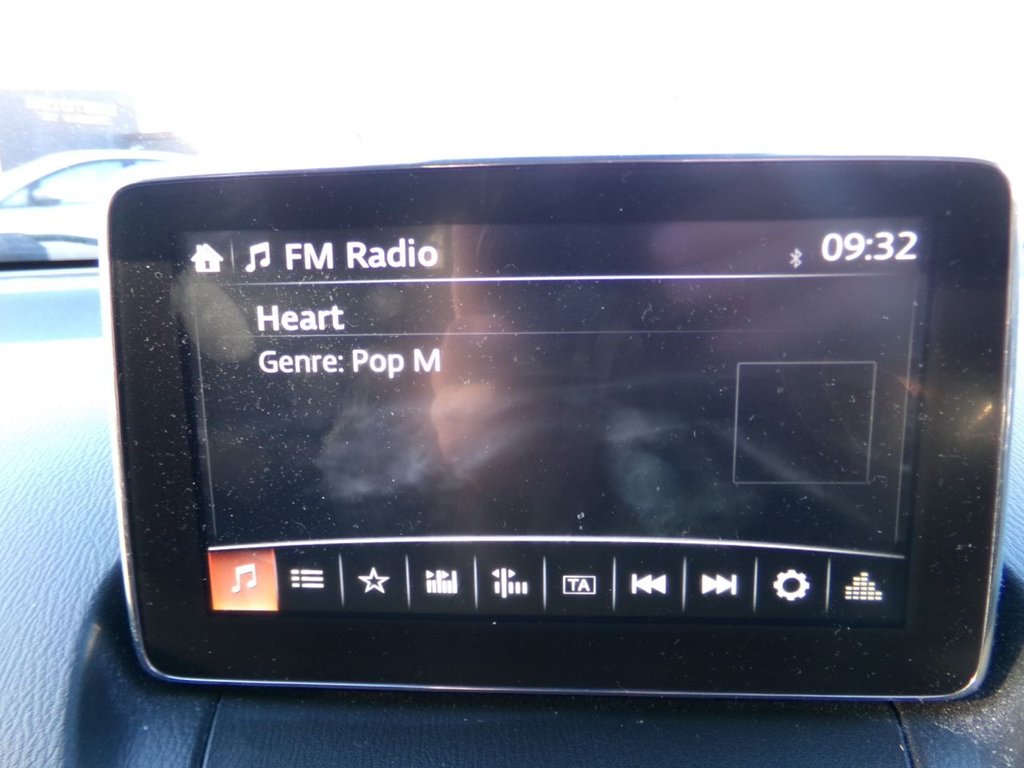 FM Radio
09:32
Heart
Genre: Pop M
TA